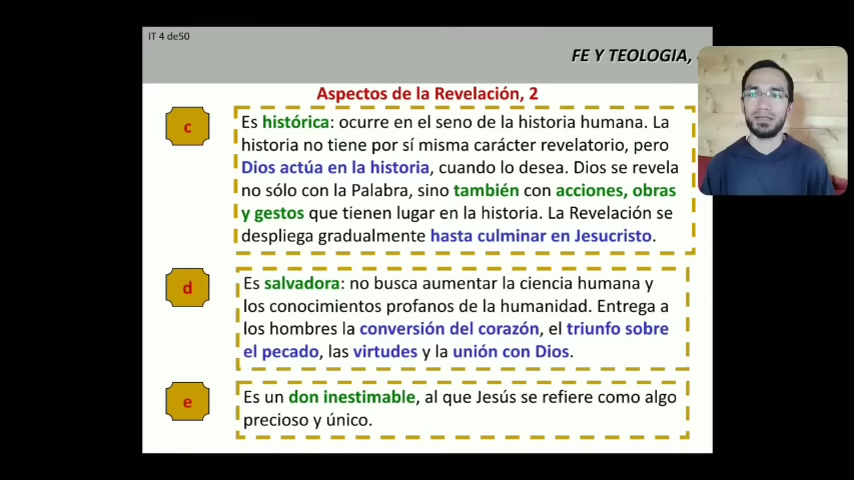 IT 4 de50
FE Y TEOLOGIA,
Aspectos de la Revelación, 2
c
Es histórica: ocurre en el seno de la historia humana. La
historia no tiene por sí misma carácter revelatorio, pero
Dios actúa en la historia, cuando lo desea. Dios se revela
no sólo con la Palabra, sino también con acciones, obras
y gestos que tienen lugar en la historia. La Revelación se
despliega gradualmente hasta culminar en Jesucristo.
d
Es salvadora: no busca aumentar la ciencia humana y
los conocimientos profanos de la humanidad. Entrega a
los hombres la conversión del corazón, el triunfo sobre
el pecado, las virtudes y la unión con Dios.
e
Es un don inestimable, al que Jesús se refiere como algo
precioso y único.